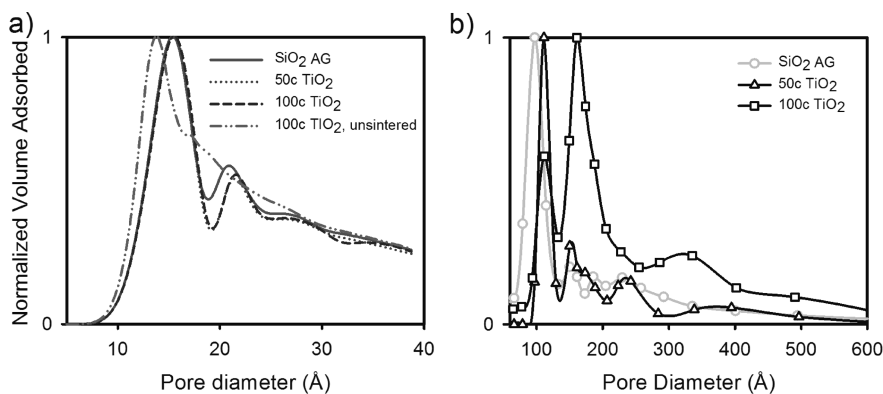 a)
1
0
Normalized Volume Adsorbed
SiO2 AG
50c TiO2
100c TiO2
100c TIO2, unsintered
10
20
30
40
Pore diameter (Å)
b)
1
0
SiO2 AG
50c TiO2
100c TiO2
100
200
300
400
500
600
Pore Diameter (Å)